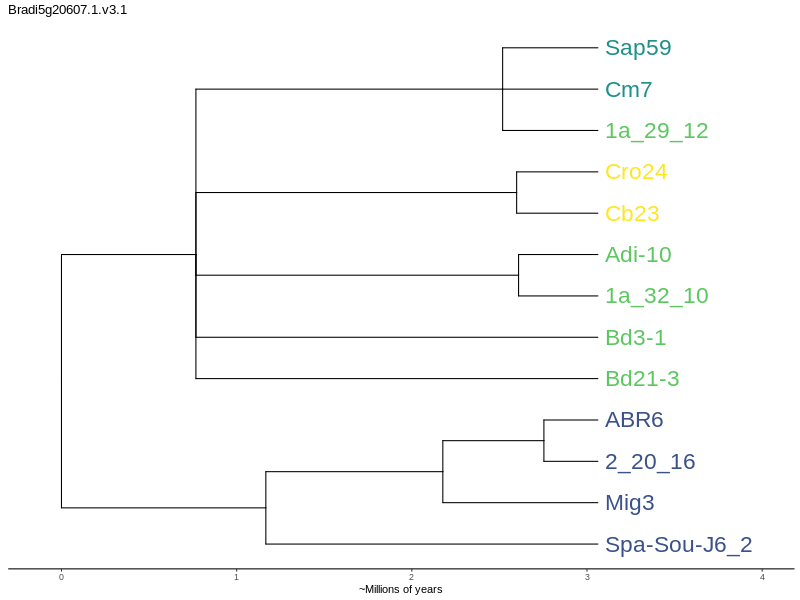 Bradi5g20607.1.v3.1
Sap59
Cm7
1a_29_12
Cro24
Cb23
Adi-10
1a_32_10
Bd3-1
Bd21-3
ABR6
2_20_16
Mig3
Spa-Sou-J6_2
0 1 2 3 4
~Millions of years